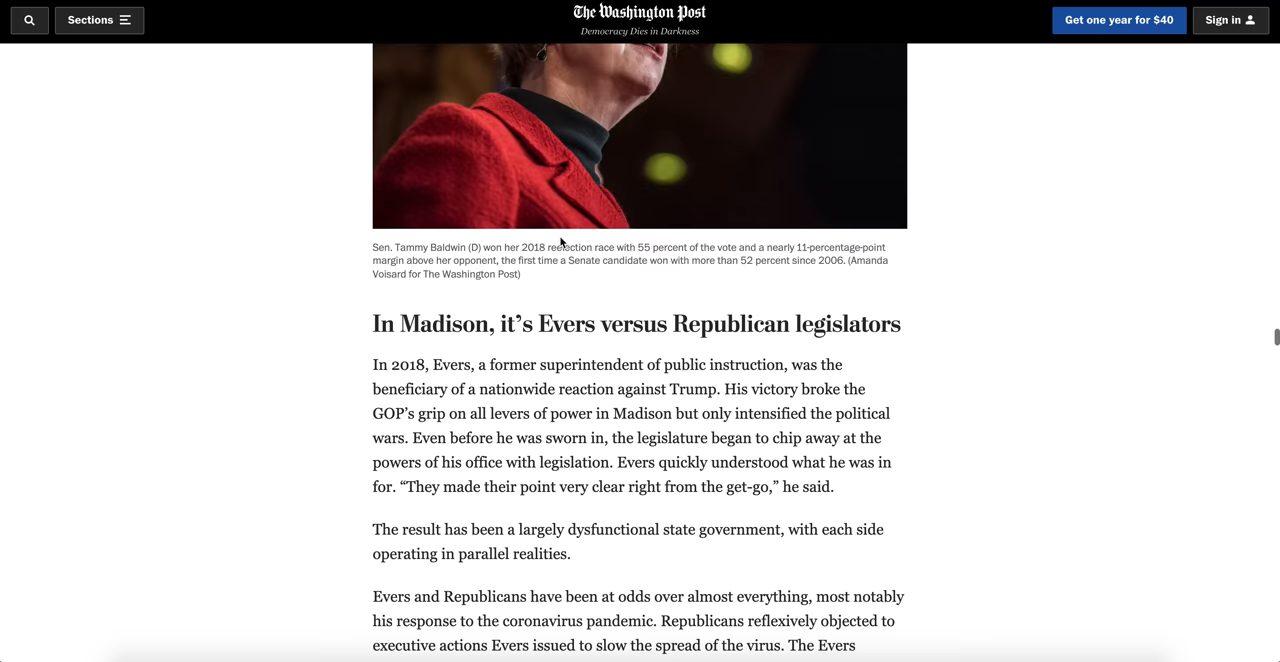 Sections
The Washington Post
Democracy Dies in Darkness
Get one year for $40
Sign in
Sen. Tammy Baldwin (D) won her 2018 reelection race with 55 percent of the vote and a nearly 11-percentage-point
margin above her opponent, the first time a Senate candidate won with more than 52 percent since 2006. (Amanda
Voisard for The Washington Post)
In Madison, it’s Evers versus Republican legislators
In 2018, Evers, a former superintendent of public instruction, was the
beneficiary of a nationwide reaction against Trump. His victory broke the
GOP’s grip on all levers of power in Madison but only intensified the political
wars. Even before he was sworn in, the legislature began to chip away at the
powers of his office with legislation. Evers quickly understood what he was in
for. “They made their point very clear right from the get-go,” he said.
The result has been a largely dysfunctional state government, with each side
operating in parallel realities.
Evers and Republicans have been at odds over almost everything, most notably
his response to the coronavirus pandemic. Republicans reflexively objected to
executive actions Evers issued to slow the spread of the virus. The Evers